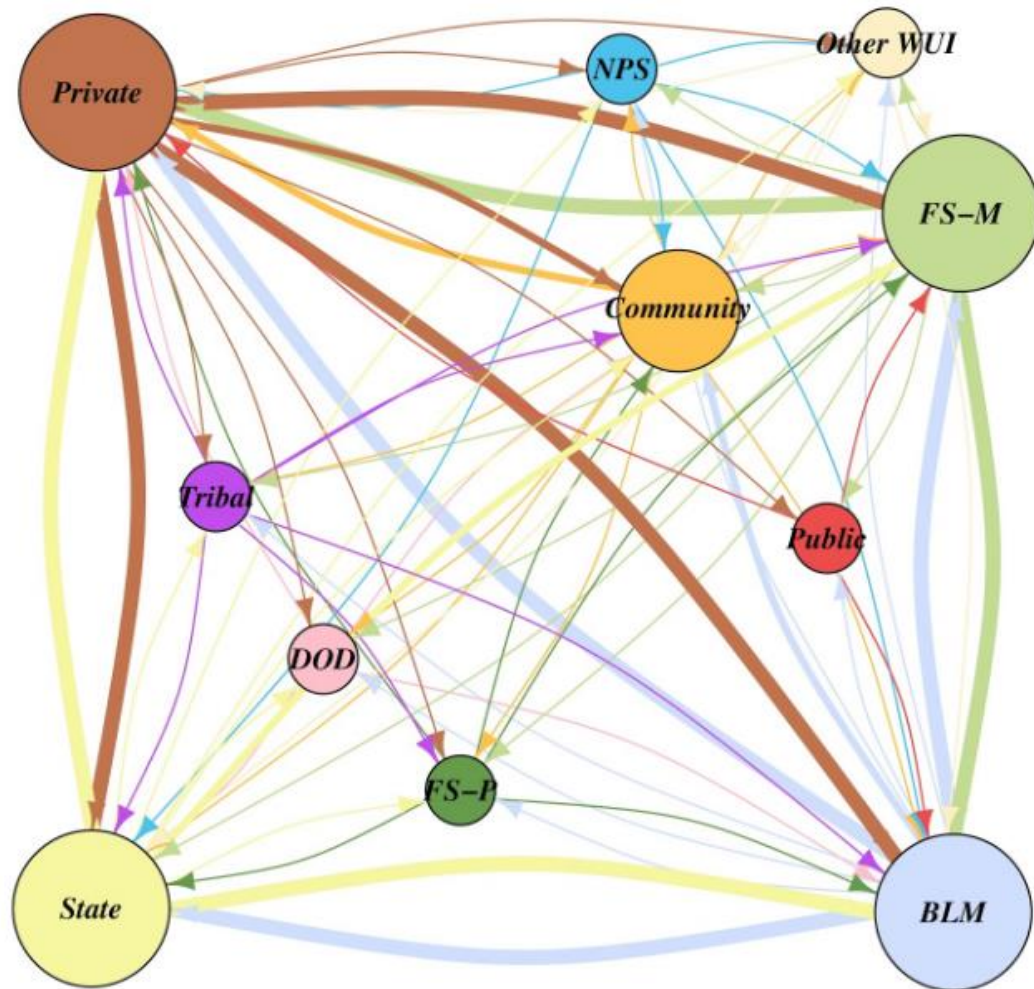 Other WUI
NPS
Private
FS–M
Community
Tribal
Public
DOD
FS–P
State
BLM